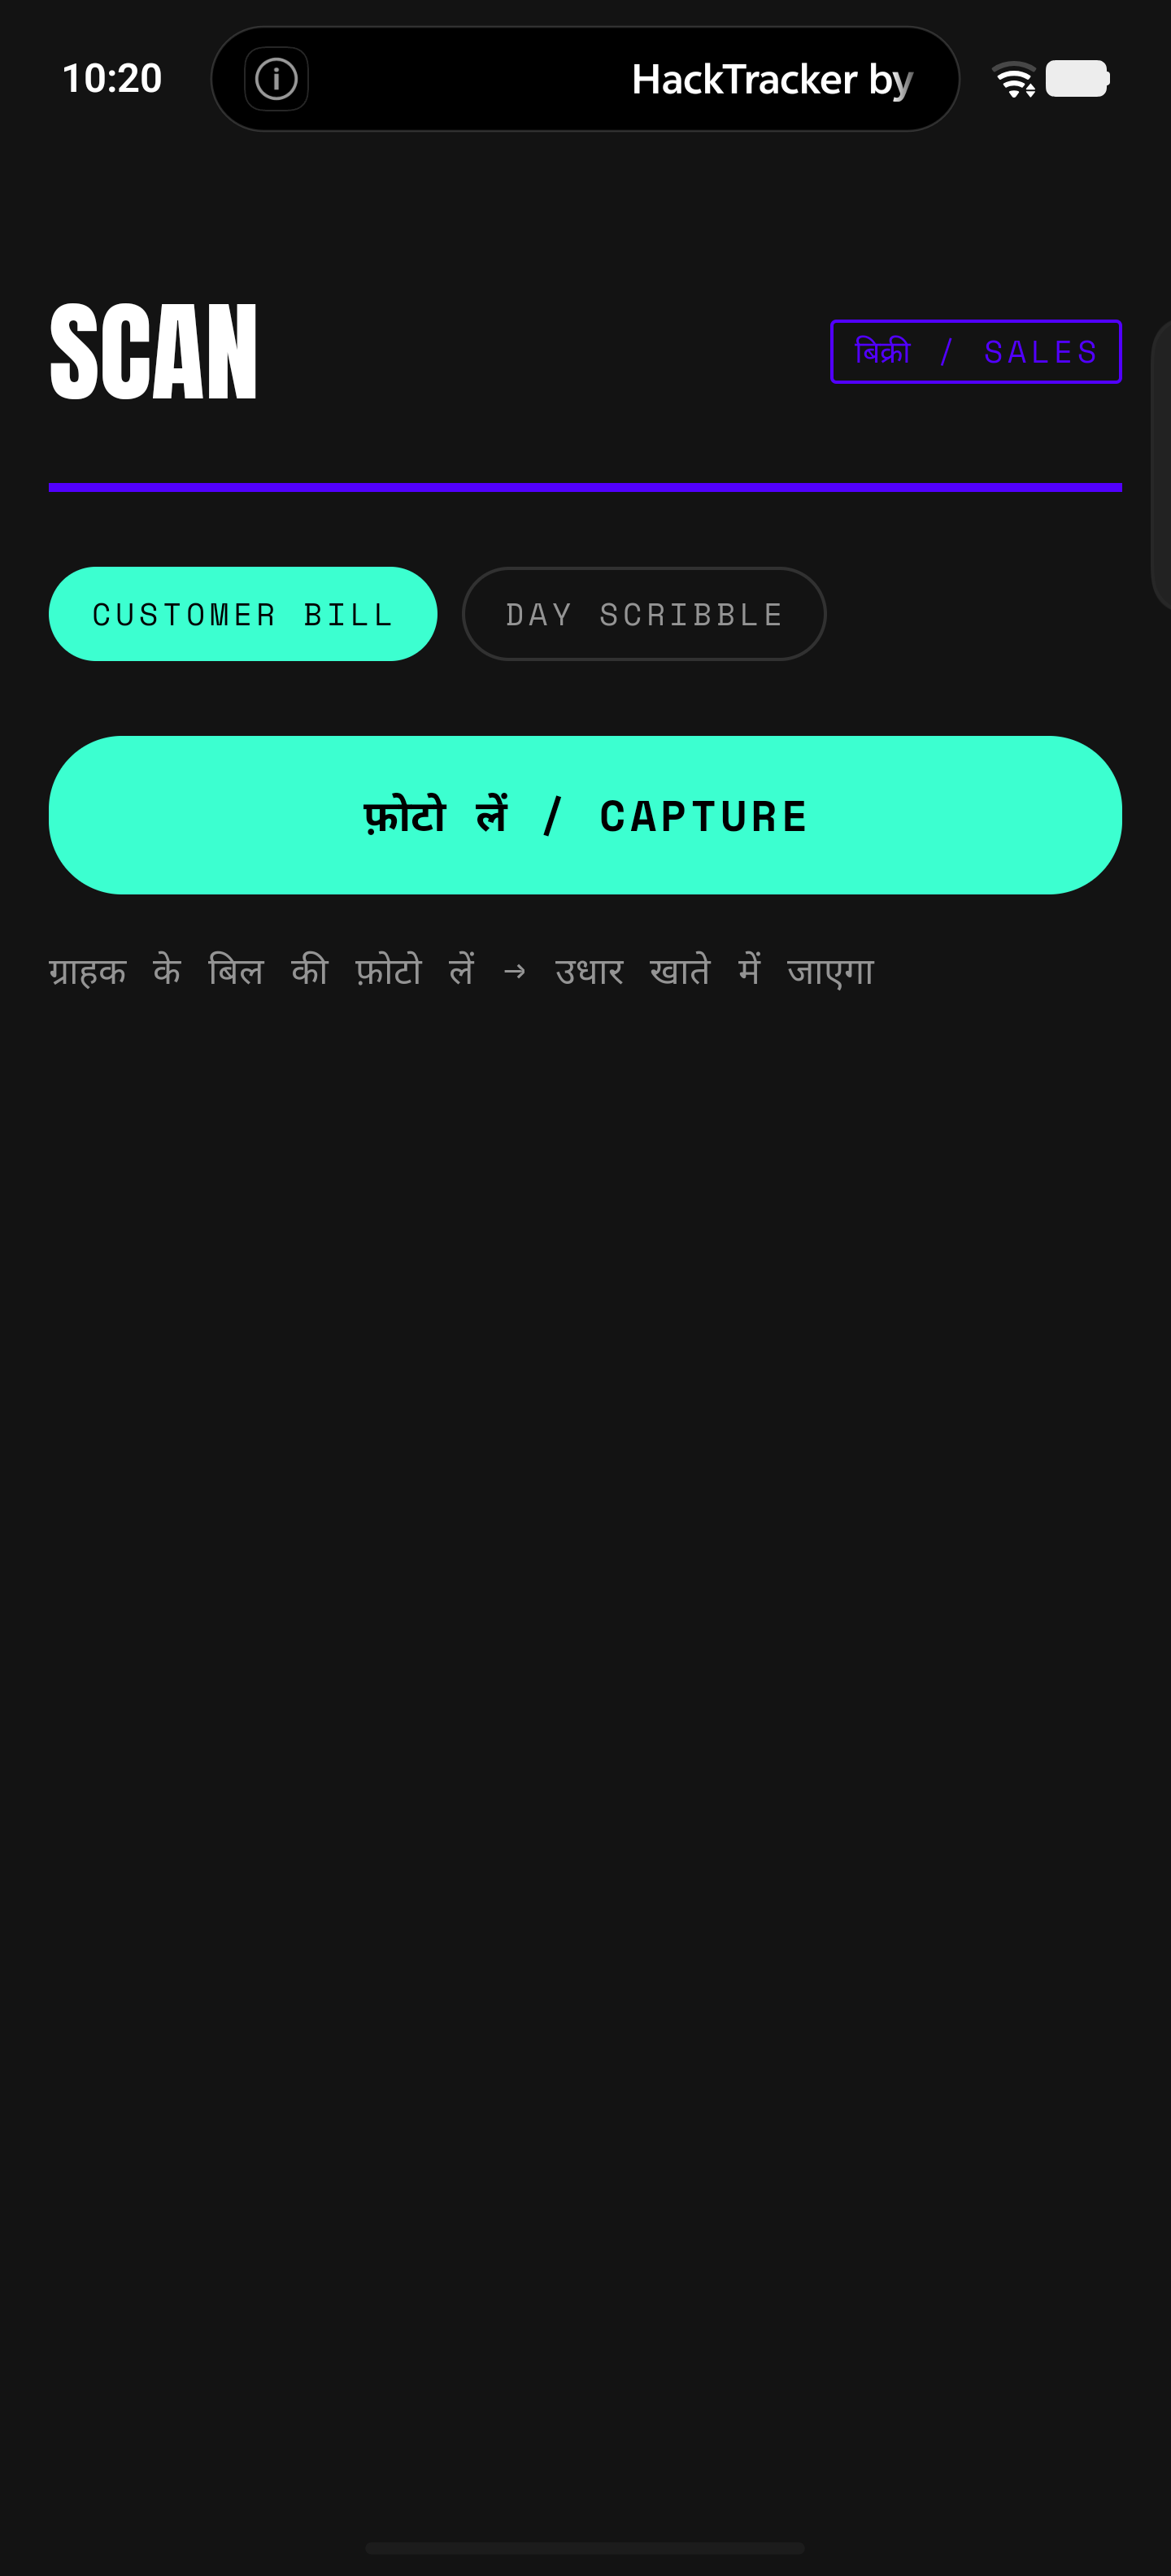 10:20
HackTracker by
SCAN
बिक्री / SALES
CUSTOMER BILL
DAY SCRIBBLE
फ़ोटो लें / CAPTURE
ग्राहक के बिल की फ़ोटो लें → उधार खाते में जाएगा